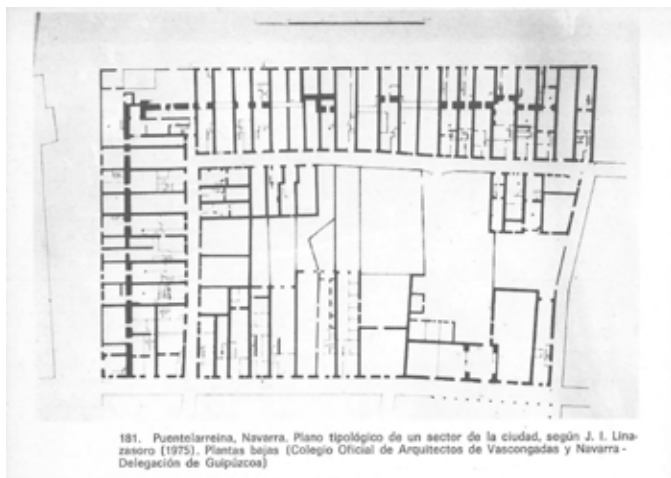 181. Puentelarreina, Navarra. Plano tipológico de un sector de la ciudad, según J. I. Lina-
zasoro (1975). Plantas bajas (Colegio Oficial de Arquitectos de Vascongadas y Navarra -
Delegación de Guipúzcoa)